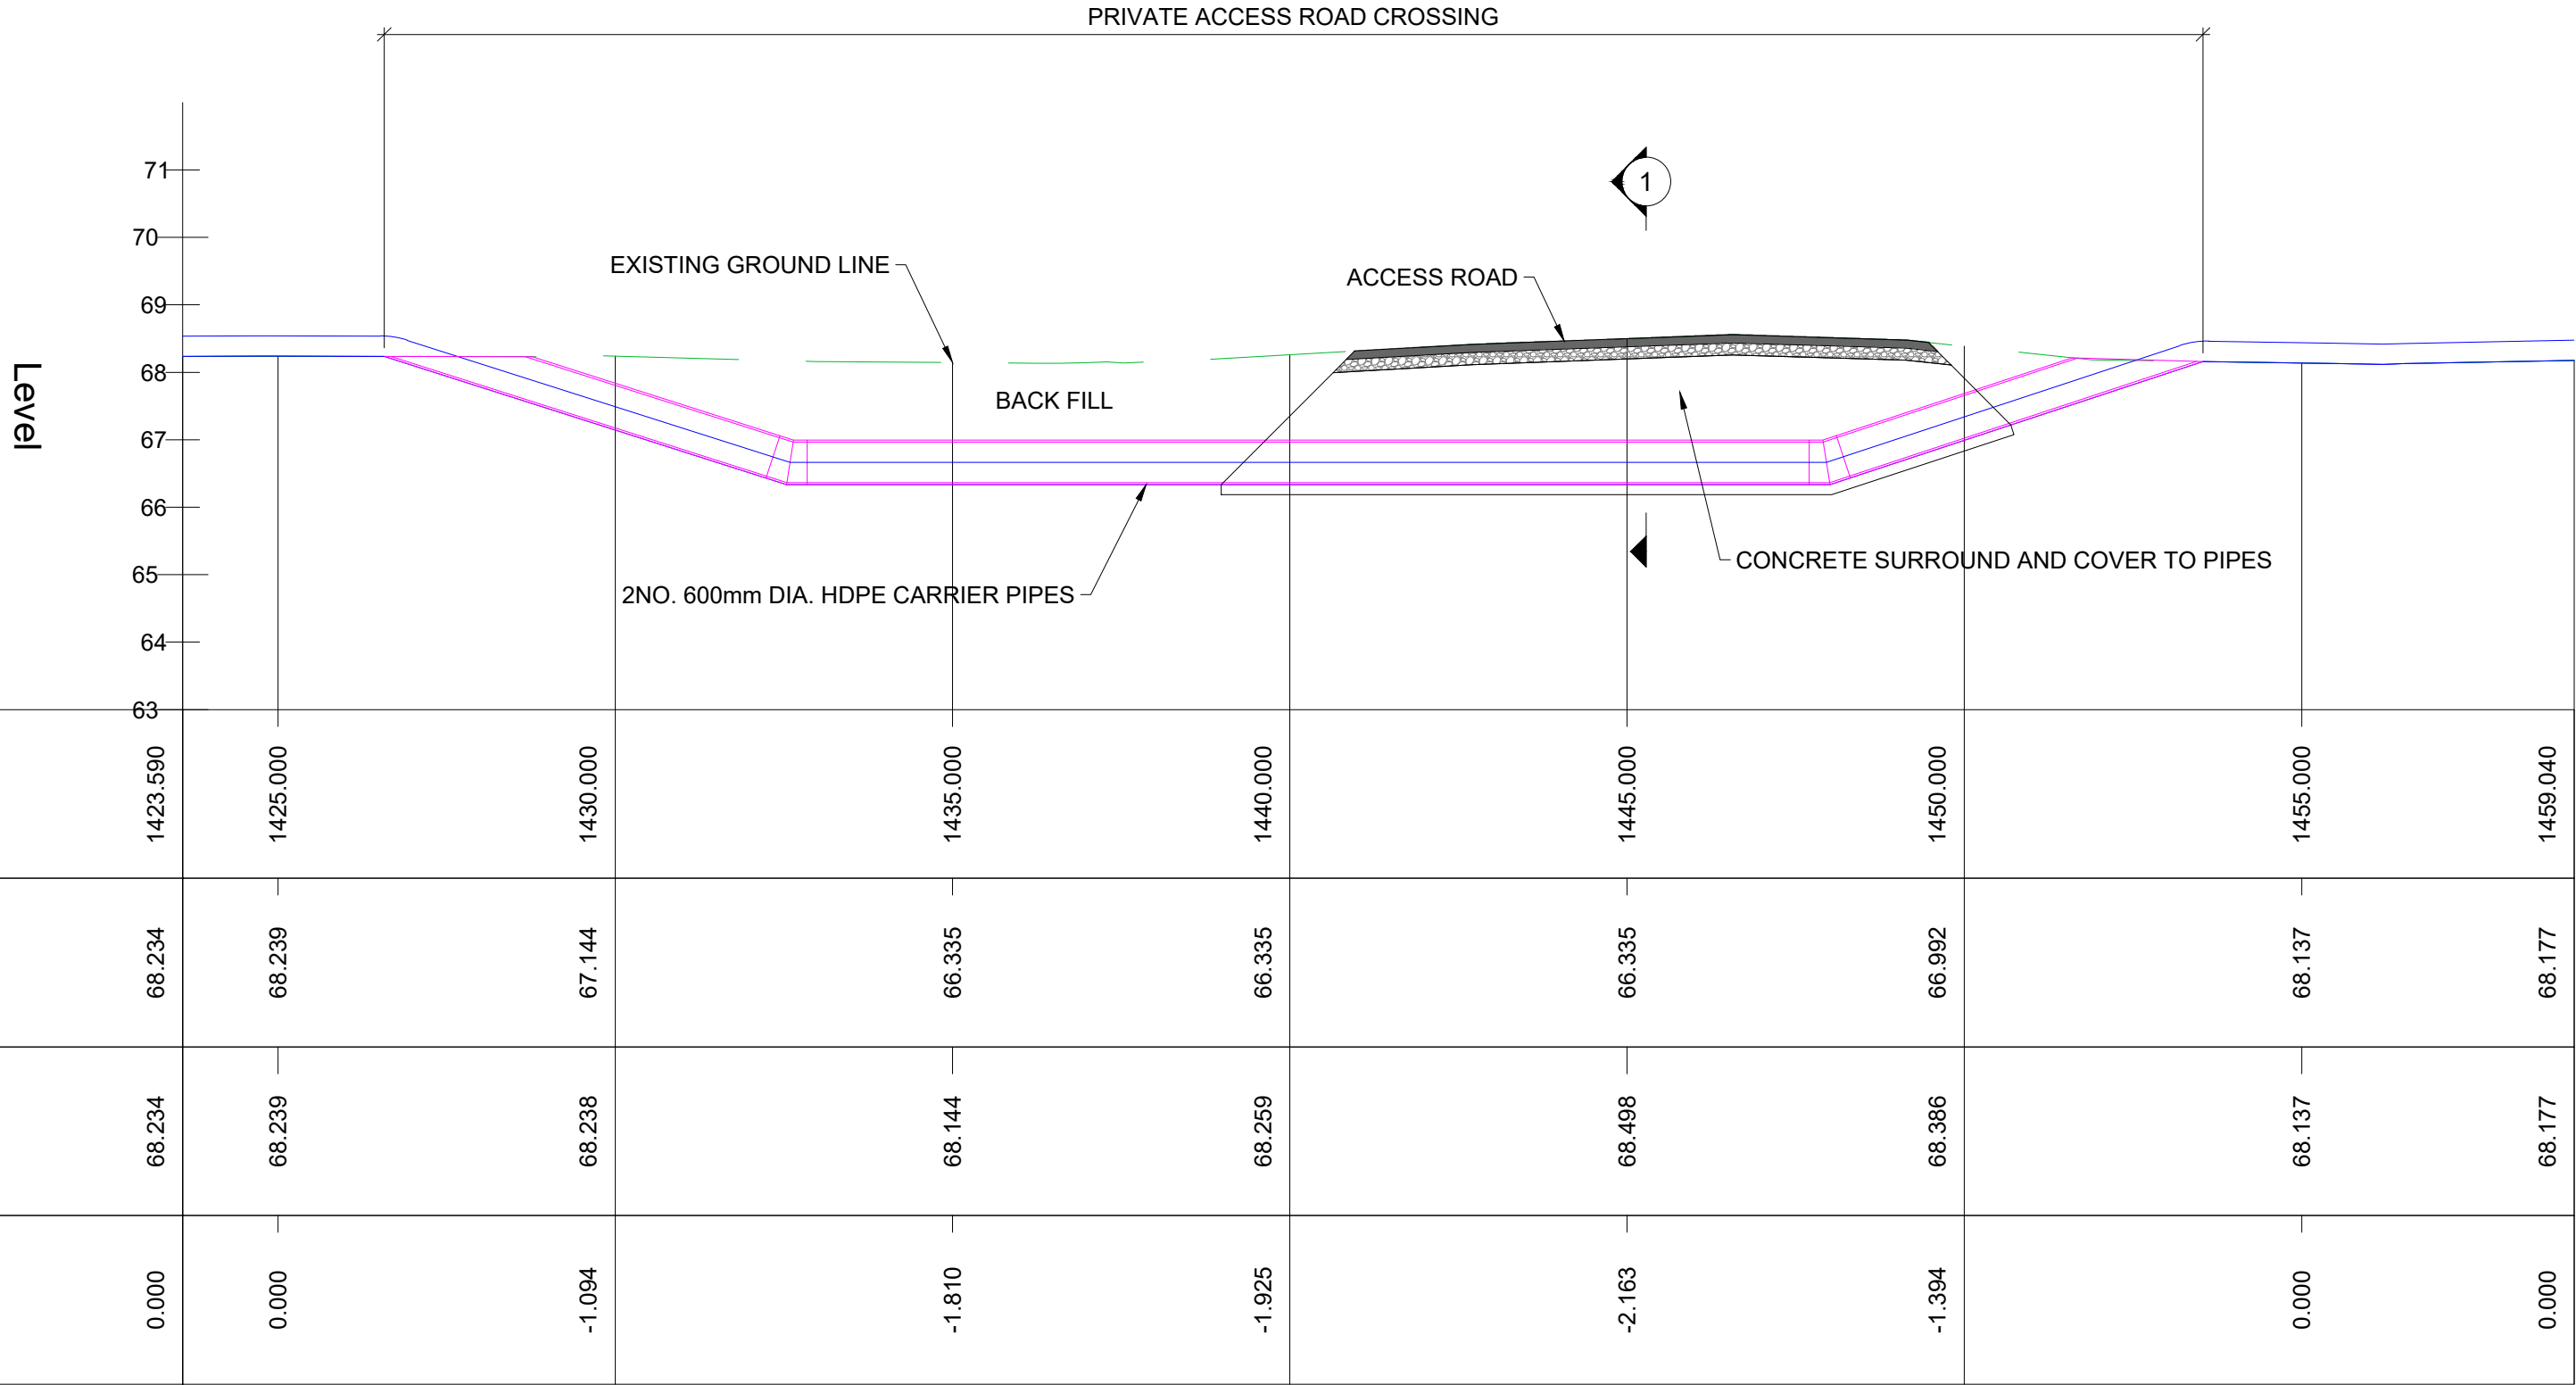 PRIVATE ACCESS ROAD CROSSING
71
1
70
EXISTING GROUND LINE
ACCESS ROAD
69
Level
68
BACK FILL
67
66
CONCRETE SURROUND AND COVER TO PIPES
65
2NO. 600mm DIA. HDPE CARRIER PIPES
64
63
1423.590 1425.000 1430.000 1435.000 1440.000 1445.000 1450.000 1455.000 1459.040
68.234 68.239 67.144 66.335 66.335 66.335 66.992 68.137 68.177
68.234 68.239 68.238 68.144 68.259 68.498 68.386 68.137 68.177
0.000 0.000 -1.094 -1.810 -1.925 -2.163 -1.394 0.000 0.000